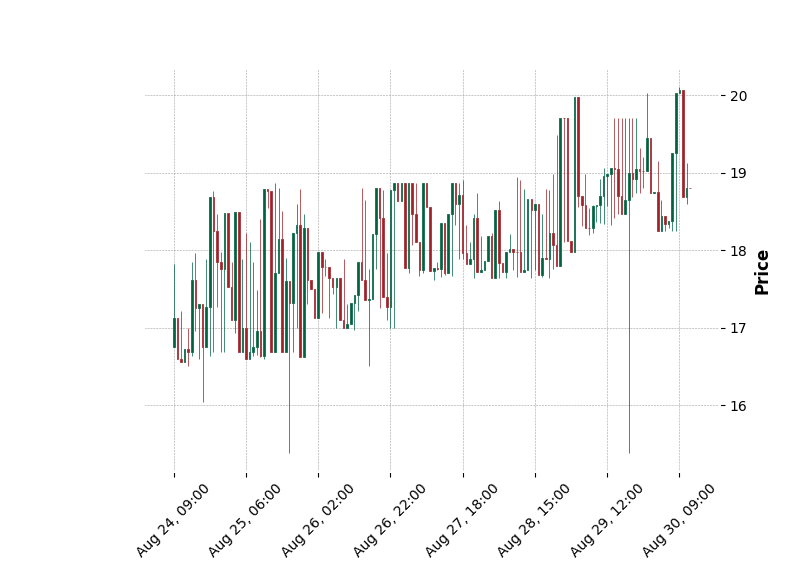 20
19
18
17
16
Price
Aug 24, 09:00
Aug 25, 06:00
Aug 26, 02:00
Aug 26, 22:00
Aug 27, 18:00
Aug 28, 15:00
Aug 29, 12:00
Aug 30, 09:00